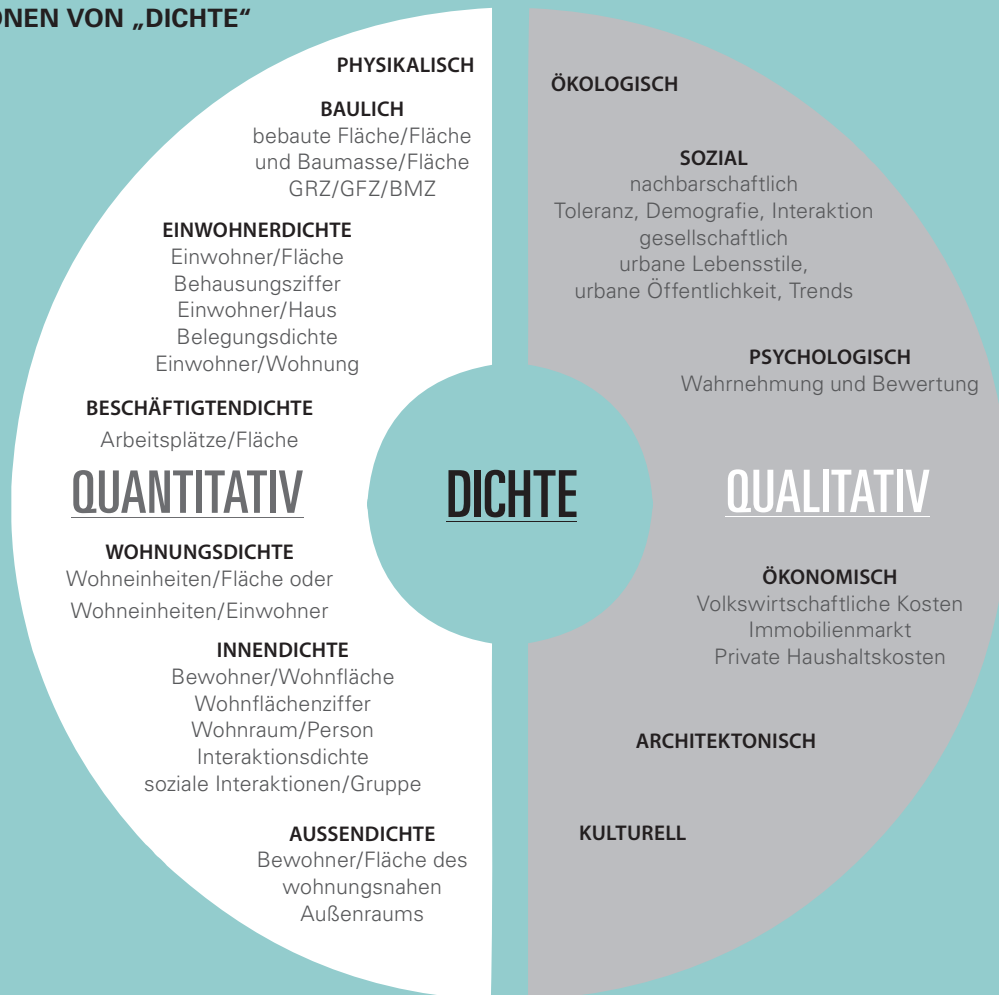 ONEN VON „DICHTE“
PHYSIKALISCH
BAULICH
bebaute Fläche/Fläche
und Baumasse/Fläche
GRZ/GFZ/BMZ
EINWOHNERDICHTE
Einwohner/Fläche
Behausungsziffer
Einwohner/Haus
Belegungsdichte
Einwohner/Wohnung
BESCHÄFTIGTENDICHTE
Arbeitsplätze/Fläche
QUANTITATIV
WOHNUNGSDICHTE
Wohneinheiten/Fläche oder
Wohneinheiten/Einwohner
INNENDICHTE
Bewohner/Wohnfläche
Wohnflächenziffer
Wohnraum/Person
Interaktionsdichte
soziale Interaktionen/Gruppe
AUSSENDICHTE
Bewohner/Fläche des
wohnungsnahen
Außenraums
DICHTE
ÖKOLOGISCH
SOZIAL
nachbarschaftlich
Toleranz, Demografie, Interaktion
gesellschaftlich
urbane Lebensstile,
urbane Öffentlichkeit, Trends
PSYCHOLOGISCH
Wahrnehmung und Bewertung
QUALITATIV
ÖKONOMISCH
Volkswirtschaftliche Kosten
Immobilienmarkt
Private Haushaltskosten
ARCHITEKTONISCH
KULTURELL